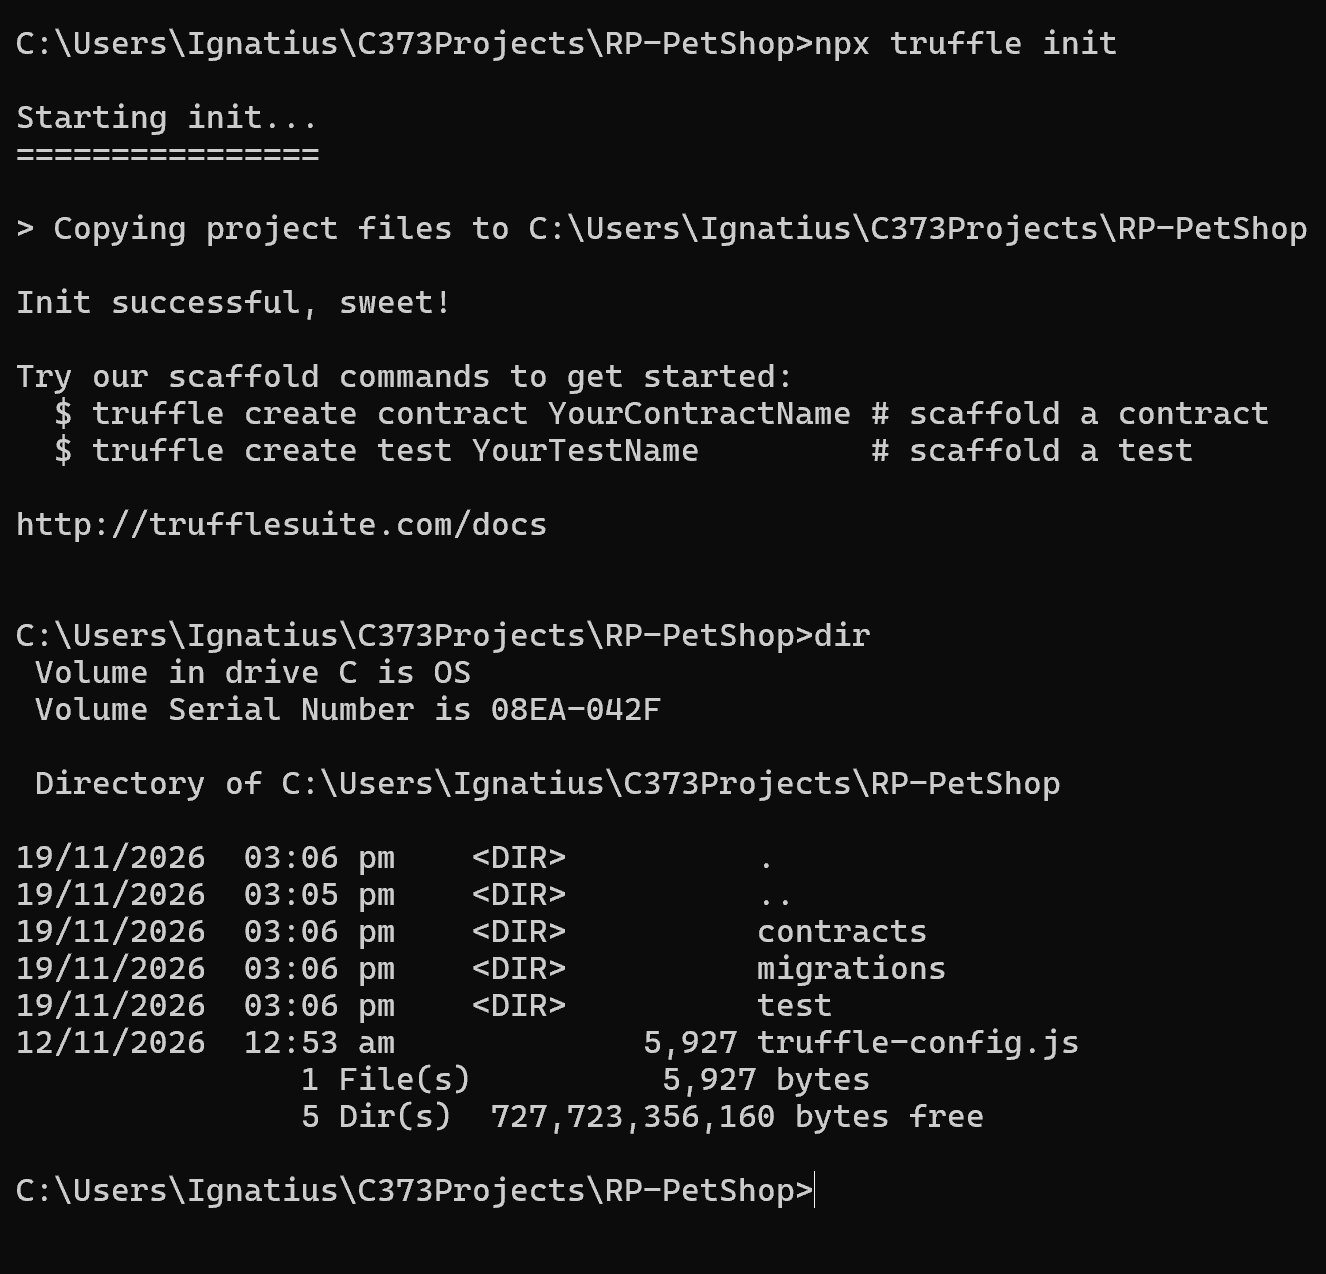 C:\Users\Ignatius\C373Projects\RP-PetShop>npx truffle init
Starting init...
================
> Copying project files to C:\Users\Ignatius\C373Projects\RP-PetShop
Init successful, sweet!
Try our scaffold commands to get started:
  $ truffle create contract YourContractName # scaffold a contract
  $ truffle create test YourTestName         # scaffold a test
http://trufflesuite.com/docs
C:\Users\Ignatius\C373Projects\RP-PetShop>dir
 Volume in drive C is OS
 Volume Serial Number is 08EA-042F
 Directory of C:\Users\Ignatius\C373Projects\RP-PetShop
19/11/2026  03:06 pm    <DIR>          .
19/11/2026  03:05 pm    <DIR>          ..
19/11/2026  03:06 pm    <DIR>          contracts
19/11/2026  03:06 pm    <DIR>          migrations
19/11/2026  03:06 pm    <DIR>          test
12/11/2026  12:53 am             5,927 truffle-config.js
               1 File(s)          5,927 bytes
               5 Dir(s)  727,723,356,160 bytes free
C:\Users\Ignatius\C373Projects\RP-PetShop>